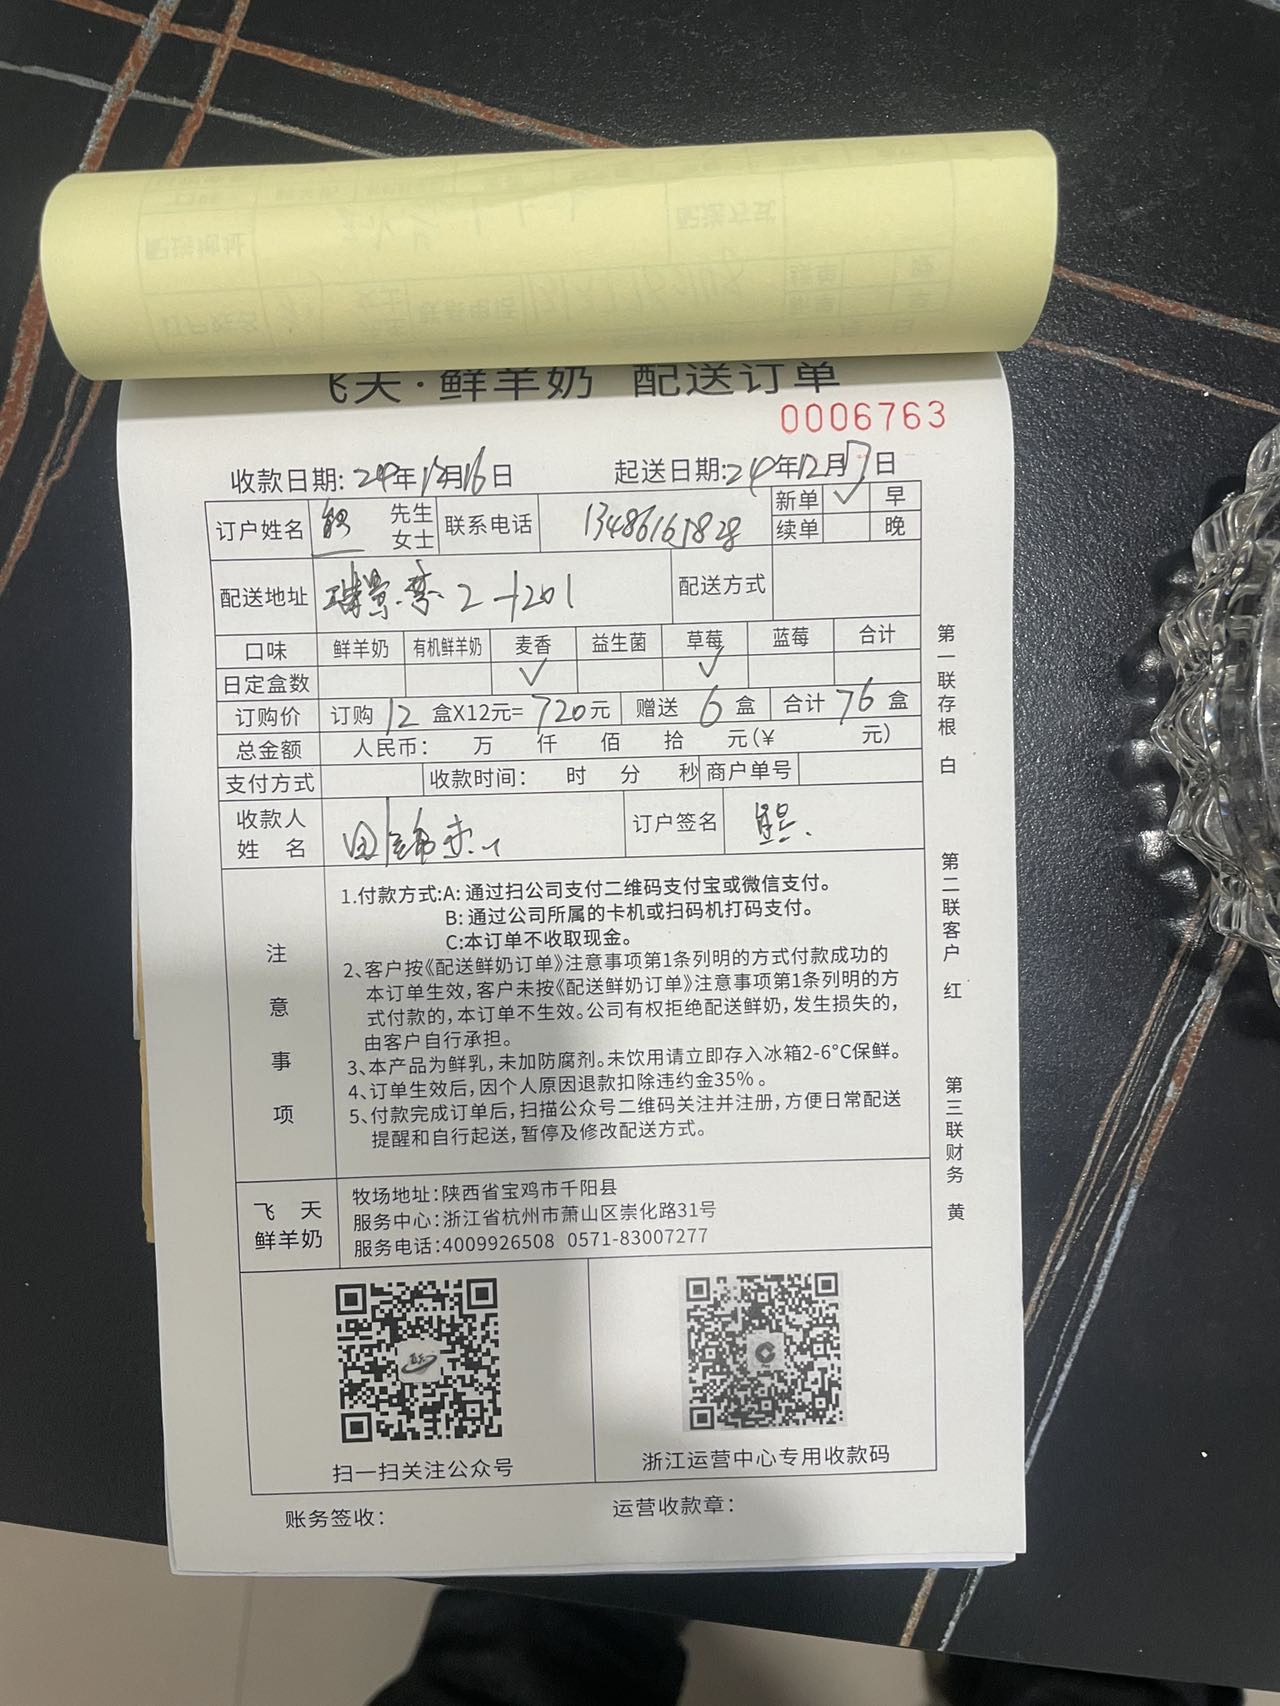 飞天·鲜羊奶 配送订单
0006763
收款日期: 24年12月16日 起送日期: 24年12月17日
订户姓名 熊 先生 女士 联系电话 13486165828 新单 ✓ 早
续单 晚
配送地址 瑞景湾 2-1201 配送方式
口味 鲜羊奶 有机鲜羊奶 麦香 益生菌 草莓 蓝莓 合计
日定盒数 ✓ ✓
订购价 订购 12 盒X12元= 720元 赠送 6 盒 合计 76 盒
总金额 人民币: 万 仟 佰 拾 元(¥ 元)
支付方式 收款时间: 时 分 秒 商户单号
收款人姓名 田 订户签名
注意事项
1.付款方式:A: 通过扫公司支付二维码支付宝或微信支付。
B: 通过公司所属的卡机或扫码机打码支付。
C:本订单不收取现金。
2、客户按《配送鲜奶订单》注意事项第1条列明的方式付款成功的
本订单生效,客户未按《配送鲜奶订单》注意事项第1条列明的方
式付款的,本订单不生效。公司有权拒绝配送鲜奶,发生损失的,
由客户自行承担。
3、本产品为鲜乳,未加防腐剂。未饮用请立即存入冰箱2-6°C保鲜。
4、订单生效后,因个人原因退款扣除违约金35%。
5、付款完成订单后,扫描公众号二维码关注并注册,方便日常配送
提醒和自行起送,暂停及修改配送方式。
飞天
鲜羊奶
牧场地址:陕西省宝鸡市千阳县
服务中心:浙江省杭州市萧山区崇化路31号
服务电话:4009926508 0571-83007277
扫一扫关注公众号 浙江运营中心专用收款码
账务签收: 运营收款章:
第一联存根 白
第二联客户 红
第三联财务 黄